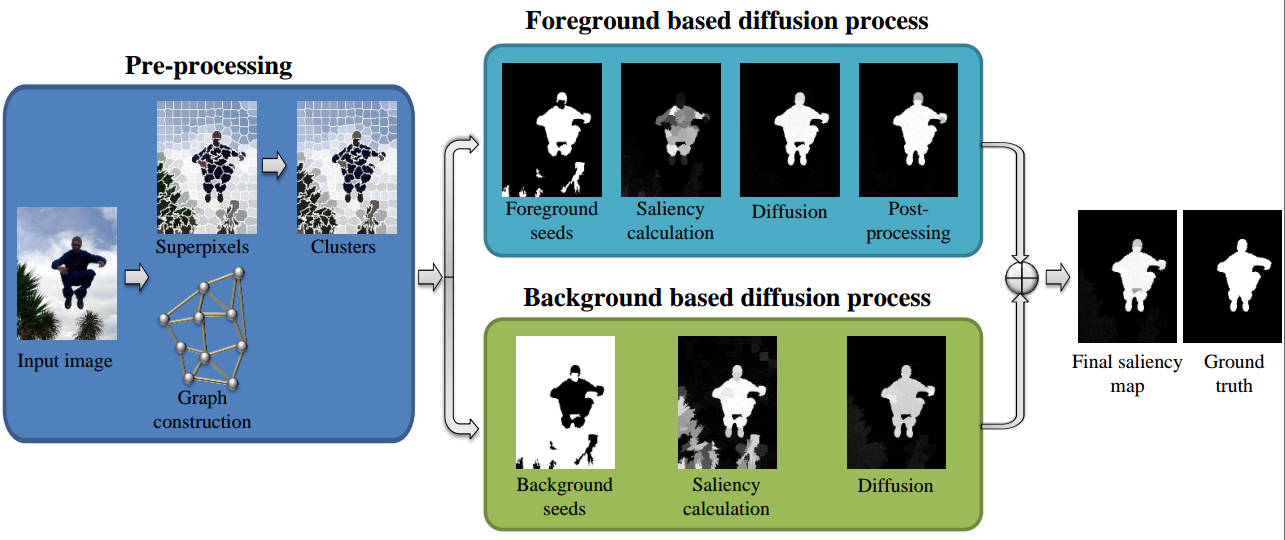 Pre-processing
Superpixels
Clusters
Input image
Graph
construction
Foreground based diffusion process
Foreground
seeds
Saliency
calculation
Diffusion
Post-
processing
Background based diffusion process
Background
seeds
Saliency
calculation
Diffusion
Final saliency
map
Ground
truth